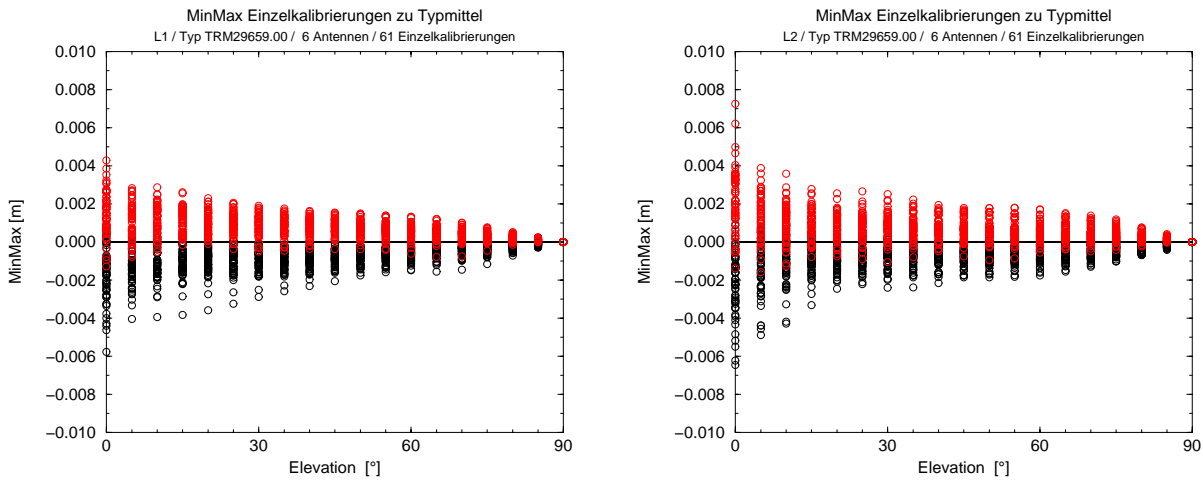 MinMax Einzelkalibrierungen zu Typmittel
L1 / Typ TRM29659.00 / 6 Antennen / 61 Einzelkalibrierungen
0.010
0.008
0.006
0.004
0.002
0.000
−0.002
−0.004
−0.006
−0.008
−0.010
MinMax [m]
0 30 60 90
Elevation [°]
MinMax Einzelkalibrierungen zu Typmittel
L2 / Typ TRM29659.00 / 6 Antennen / 61 Einzelkalibrierungen
0.010
0.008
0.006
0.004
0.002
0.000
−0.002
−0.004
−0.006
−0.008
−0.010
MinMax [m]
0 30 60 90
Elevation [°]